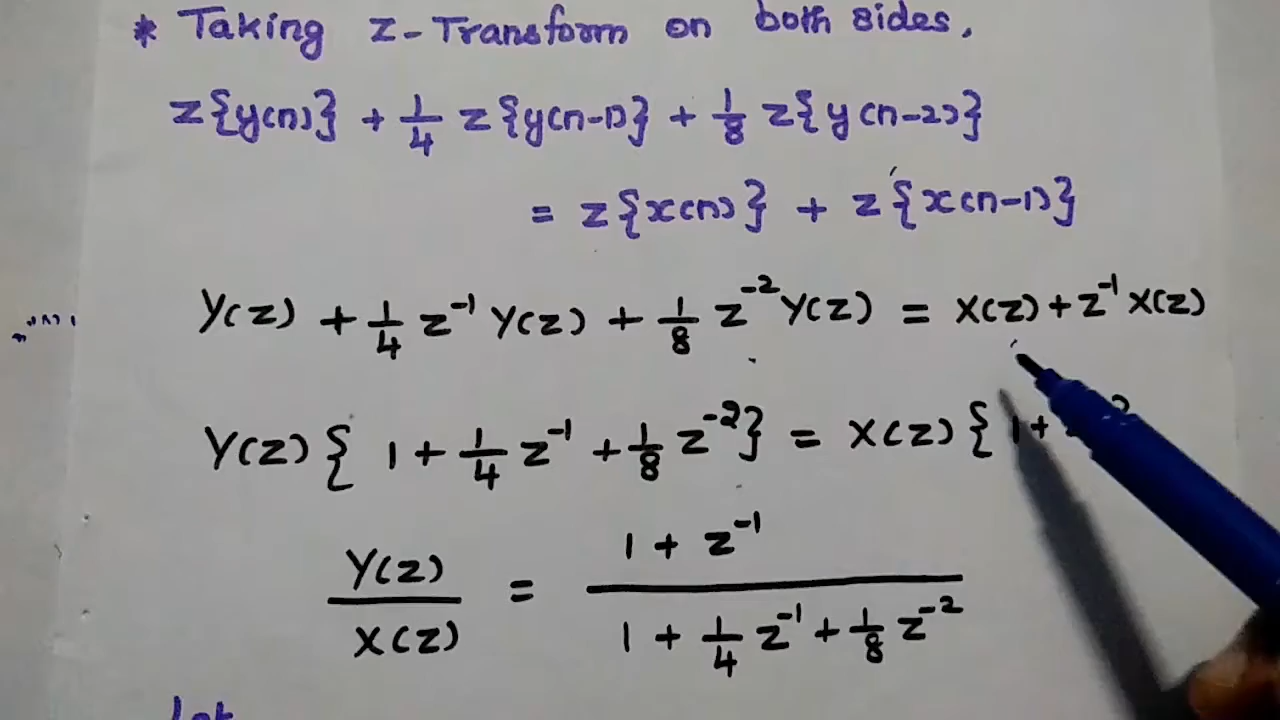 * Taking Z-Transform on both sides,
Z{y(n)} + 1/4 Z{y(n-1)} + 1/8 Z{y(n-2)}
= Z{x(n)} + Z{x(n-1)}
Y(Z) + 1/4 Z⁻¹ Y(Z) + 1/8 Z⁻² Y(Z) = X(Z) + Z⁻¹ X(Z)
Y(Z) { 1 + 1/4 Z⁻¹ + 1/8 Z⁻² } = X(Z) { 1 +
Y(Z)/X(Z) = (1 + Z⁻¹)/(1 + 1/4 Z⁻¹ + 1/8 Z⁻²)
Let